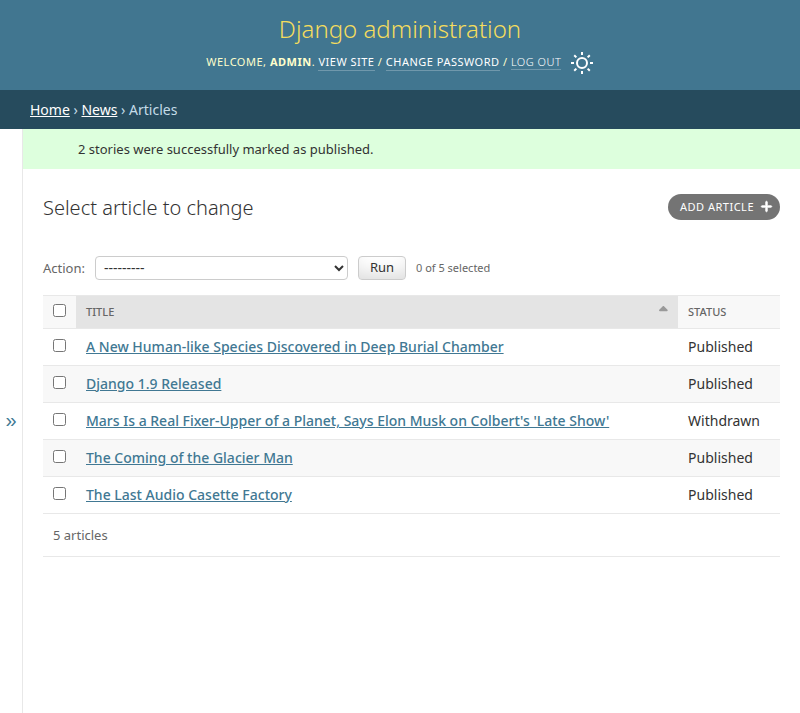 Django administration
WELCOME, ADMIN. VIEW SITE / CHANGE PASSWORD / LOG OUT
Home › News › Articles
2 stories were successfully marked as published.
Select article to change
ADD ARTICLE +
Action: --------- Run 0 of 5 selected
TITLE STATUS
A New Human-like Species Discovered in Deep Burial Chamber Published
Django 1.9 Released Published
»
Mars Is a Real Fixer-Upper of a Planet, Says Elon Musk on Colbert's 'Late Show' Withdrawn
The Coming of the Glacier Man Published
The Last Audio Casette Factory Published
5 articles